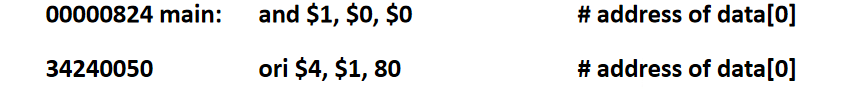 00000824 main: and $1, $0, $0 # address of data[0]
34240050 ori $4, $1, 80 # address of data[0]